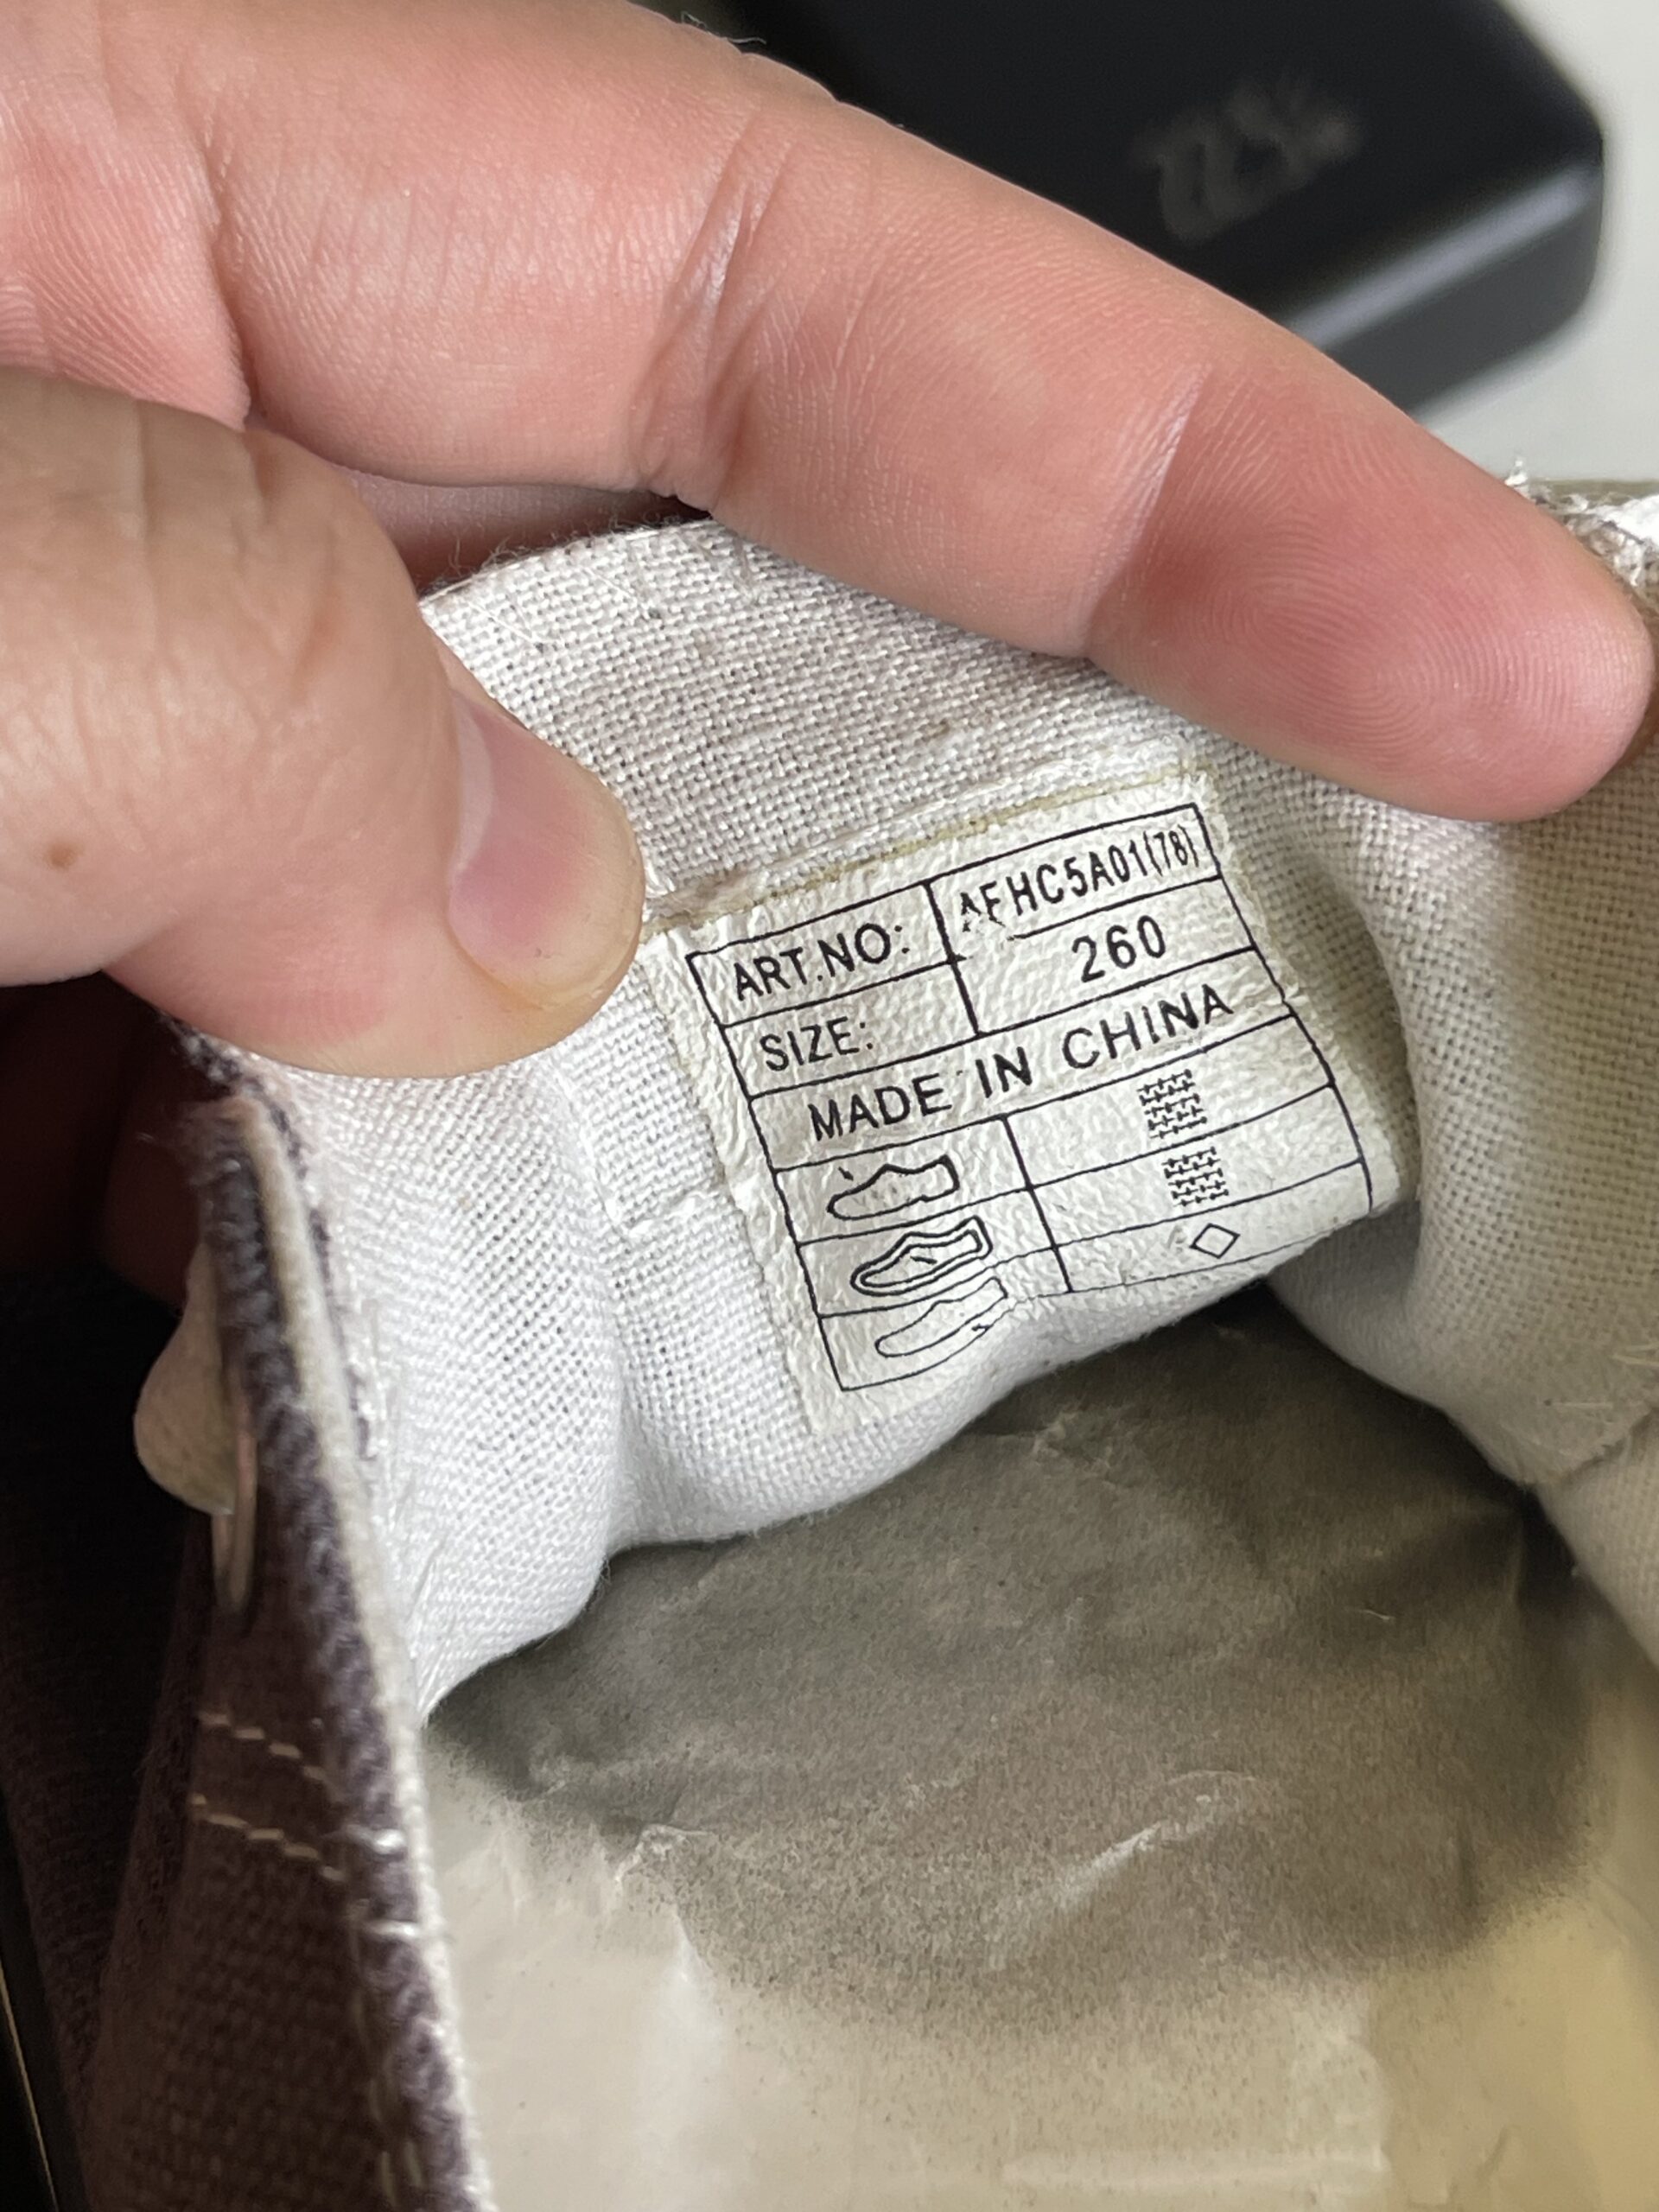 ART.NO: AFHC5A01(78)
SIZE: 260
MADE IN CHINA